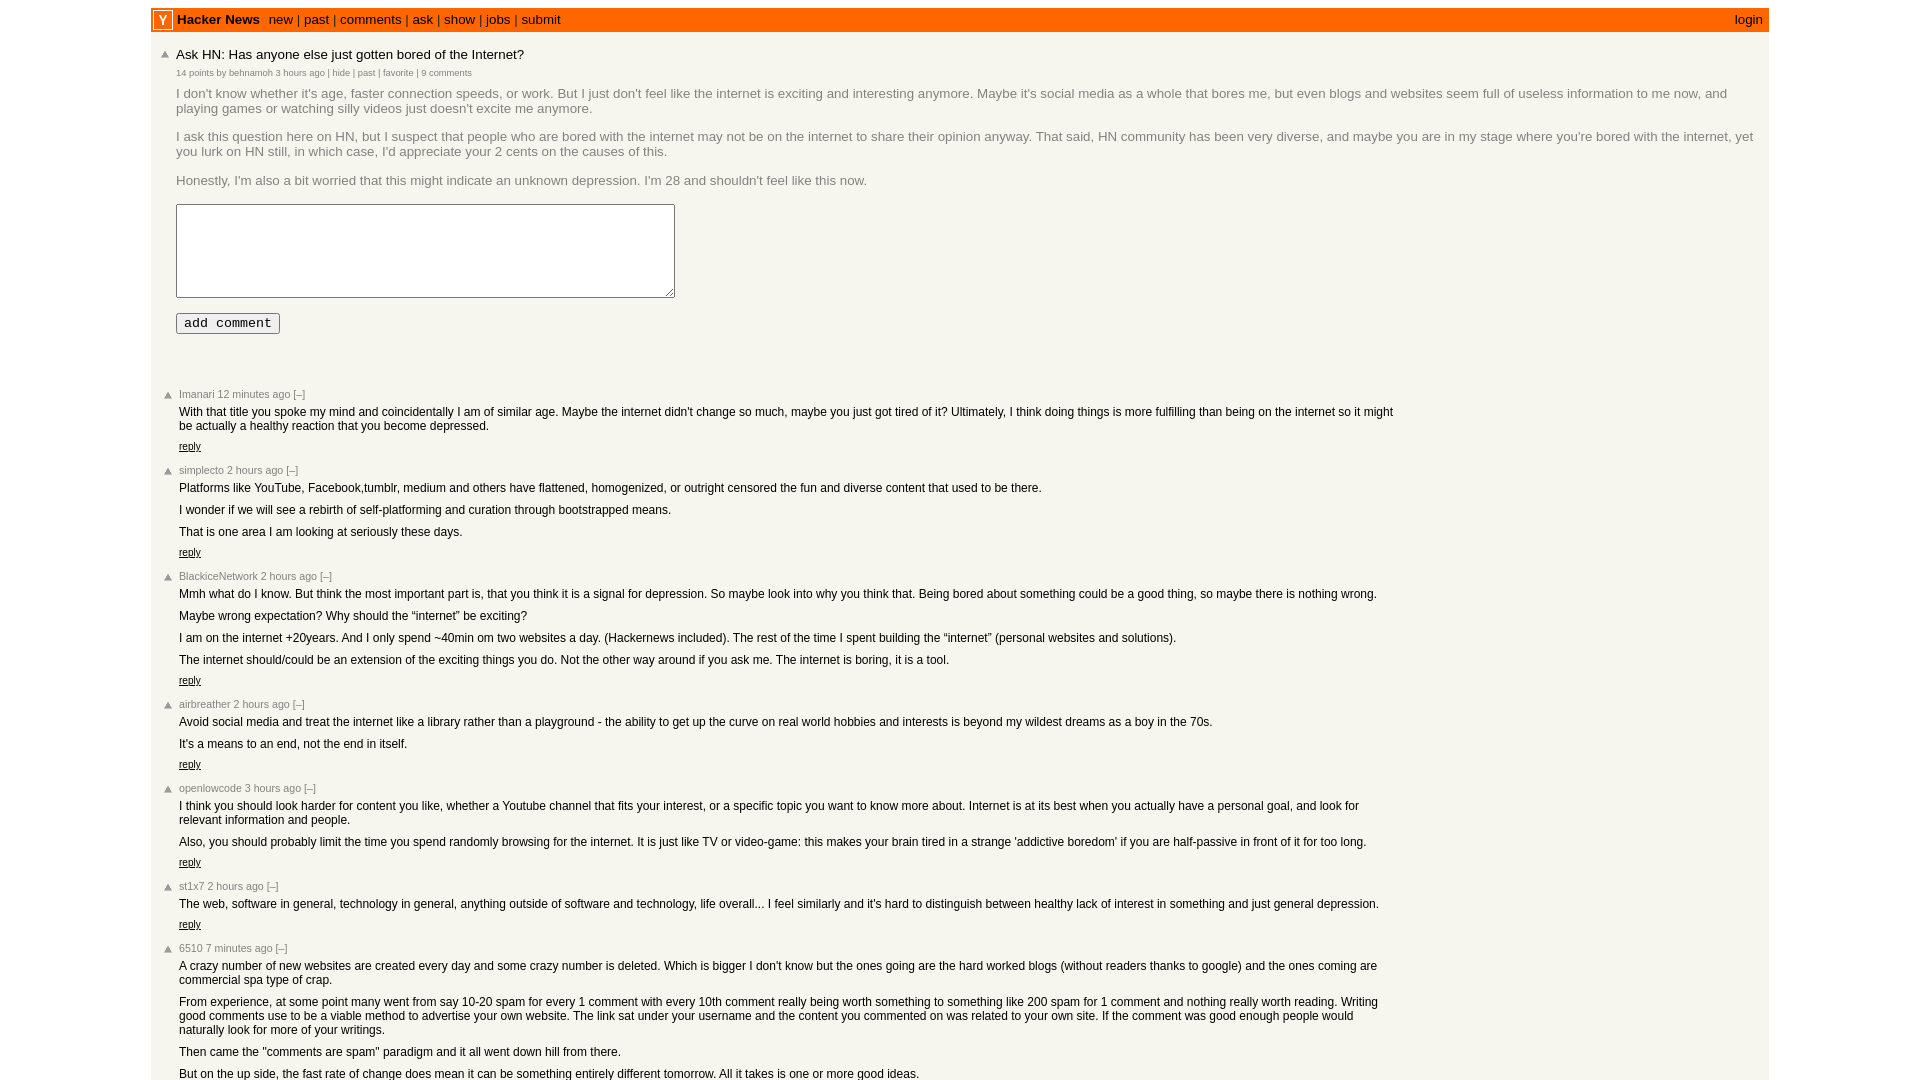 Y Hacker News new | past | comments | ask | show | jobs | submit login
Ask HN: Has anyone else just gotten bored of the Internet?
14 points by behnamoh 3 hours ago | hide | past | favorite | 9 comments
I don't know whether it's age, faster connection speeds, or work. But I just don't feel like the internet is exciting and interesting anymore. Maybe it's social media as a whole that bores me, but even blogs and websites seem full of useless information to me now, and
playing games or watching silly videos just doesn't excite me anymore.
I ask this question here on HN, but I suspect that people who are bored with the internet may not be on the internet to share their opinion anyway. That said, HN community has been very diverse, and maybe you are in my stage where you're bored with the internet, yet
you lurk on HN still, in which case, I'd appreciate your 2 cents on the causes of this.
Honestly, I'm also a bit worried that this might indicate an unknown depression. I'm 28 and shouldn't feel like this now.
add comment
Imanari 12 minutes ago [–]
With that title you spoke my mind and coincidentally I am of similar age. Maybe the internet didn't change so much, maybe you just got tired of it? Ultimately, I think doing things is more fulfilling than being on the internet so it might
be actually a healthy reaction that you become depressed.
reply
simplecto 2 hours ago [–]
Platforms like YouTube, Facebook,tumblr, medium and others have flattened, homogenized, or outright censored the fun and diverse content that used to be there.
I wonder if we will see a rebirth of self-platforming and curation through bootstrapped means.
That is one area I am looking at seriously these days.
reply
BlackiceNetwork 2 hours ago [–]
Mmh what do I know. But think the most important part is, that you think it is a signal for depression. So maybe look into why you think that. Being bored about something could be a good thing, so maybe there is nothing wrong.
Maybe wrong expectation? Why should the “internet” be exciting?
I am on the internet +20years. And I only spend ~40min om two websites a day. (Hackernews included). The rest of the time I spent building the “internet” (personal websites and solutions).
The internet should/could be an extension of the exciting things you do. Not the other way around if you ask me. The internet is boring, it is a tool.
reply
airbreather 2 hours ago [–]
Avoid social media and treat the internet like a library rather than a playground - the ability to get up the curve on real world hobbies and interests is beyond my wildest dreams as a boy in the 70s.
It's a means to an end, not the end in itself.
reply
openlowcode 3 hours ago [–]
I think you should look harder for content you like, whether a Youtube channel that fits your interest, or a specific topic you want to know more about. Internet is at its best when you actually have a personal goal, and look for
relevant information and people.
Also, you should probably limit the time you spend randomly browsing for the internet. It is just like TV or video-game: this makes your brain tired in a strange 'addictive boredom' if you are half-passive in front of it for too long.
reply
st1x7 2 hours ago [–]
The web, software in general, technology in general, anything outside of software and technology, life overall... I feel similarly and it's hard to distinguish between healthy lack of interest in something and just general depression.
reply
6510 7 minutes ago [–]
A crazy number of new websites are created every day and some crazy number is deleted. Which is bigger I don't know but the ones going are the hard worked blogs (without readers thanks to google) and the ones coming are
commercial spa type of crap.
From experience, at some point many went from say 10-20 spam for every 1 comment with every 10th comment really being worth something to something like 200 spam for 1 comment and nothing really worth reading. Writing
good comments use to be a viable method to advertise your own website. The link sat under your username and the content you commented on was related to your own site. If the comment was good enough people would
naturally look for more of your writings.
Then came the "comments are spam" paradigm and it all went down hill from there.
But on the up side, the fast rate of change does mean it can be something entirely different tomorrow. All it takes is one or more good ideas.